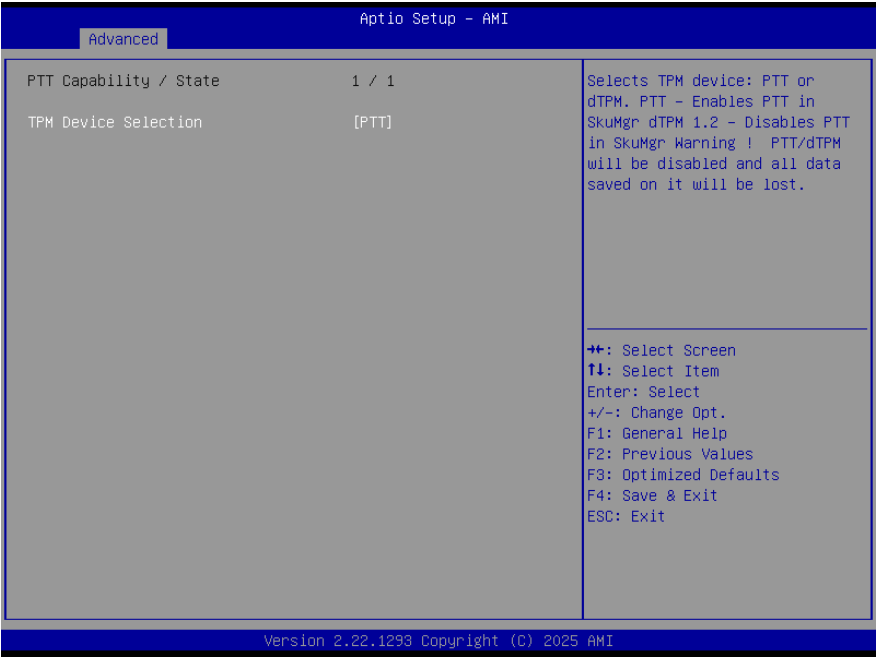 Aptio Setup – AMI
Advanced
PTT Capability / State 1 / 1
TPM Device Selection [PTT]
Selects TPM device: PTT or
dTPM. PTT – Enables PTT in
SkuMgr dTPM 1.2 – Disables PTT
in SkuMgr Warning ! PTT/dTPM
will be disabled and all data
saved on it will be lost.
→←: Select Screen
↑↓: Select Item
Enter: Select
+/-: Change Opt.
F1: General Help
F2: Previous Values
F3: Optimized Defaults
F4: Save & Exit
ESC: Exit
Version 2.22.1293 Copyright (C) 2025 AMI